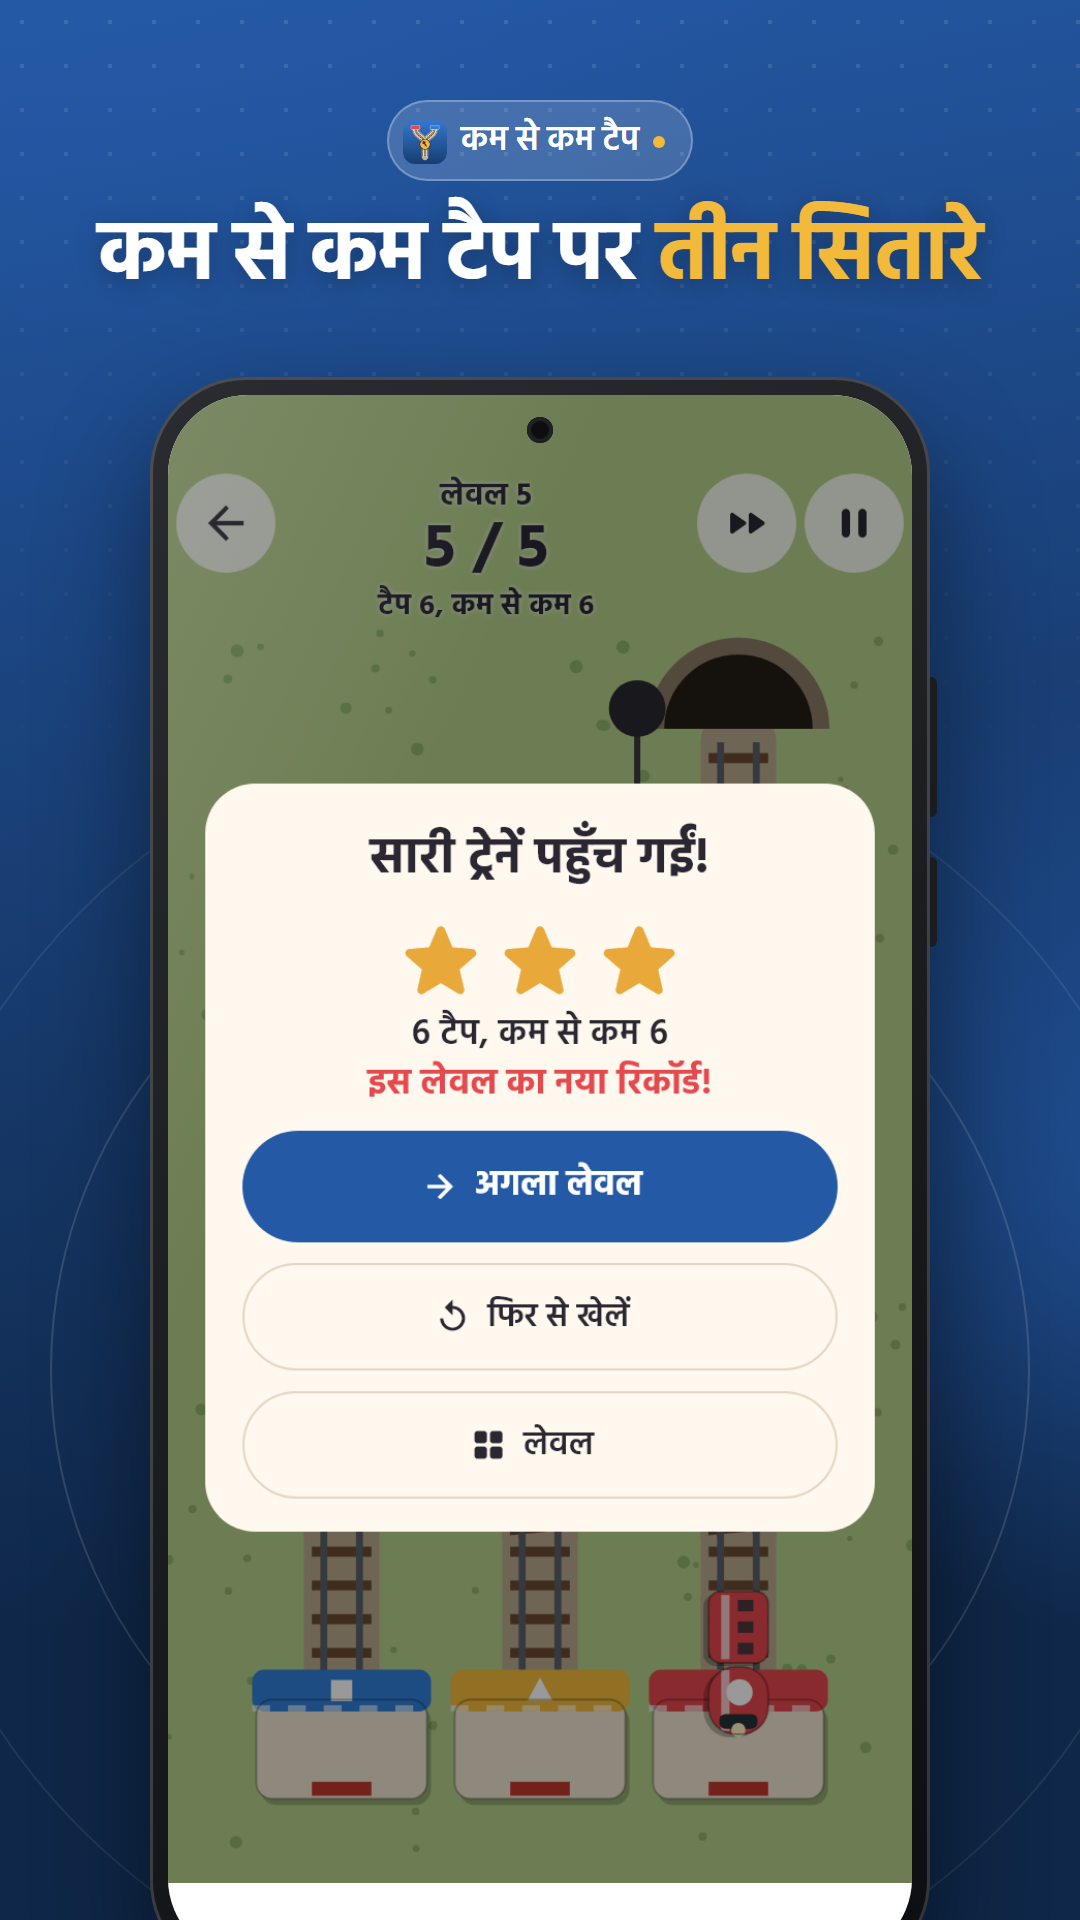 कम से कम टैप
कम से कम टैप पर तीन सितारे
लेवल 5
5 / 5
टैप 6, कम से कम 6
सारी ट्रेनें पहुँच गईं!
6 टैप, कम से कम 6
इस लेवल का नया रिकॉर्ड!
अगला लेवल
फिर से खेलें
लेवल